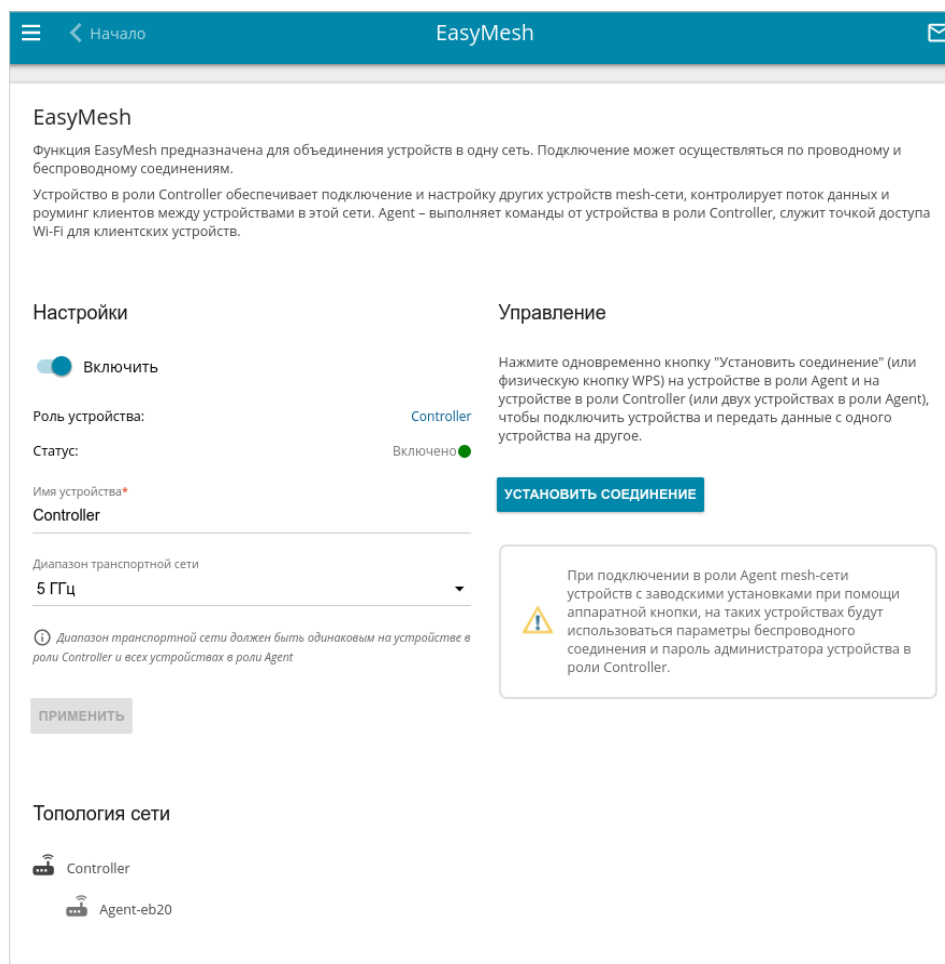 Начало
EasyMesh
EasyMesh
Функция EasyMesh предназначена для объединения устройств в одну сеть. Подключение может осуществляться по проводному и
беспроводному соединениям.
Устройство в роли Controller обеспечивает подключение и настройку других устройств mesh-сети, контролирует поток данных и
роуминг клиентов между устройствами в этой сети. Agent – выполняет команды от устройства в роли Controller, служит точкой доступа
Wi-Fi для клиентских устройств.
Настройки
Включить
Роль устройства: Controller
Статус: Включено
Имя устройства*
Controller
Диапазон транспортной сети
5 ГГц
Диапазон транспортной сети должен быть одинаковым на устройстве в
роли Controller и всех устройствах в роли Agent
ПРИМЕНИТЬ
Управление
Нажмите одновременно кнопку "Установить соединение" (или
физическую кнопку WPS) на устройстве в роли Agent и на
устройстве в роли Controller (или двух устройствах в роли Agent),
чтобы подключить устройства и передать данные с одного
устройства на другое.
УСТАНОВИТЬ СОЕДИНЕНИЕ
При подключении в роли Agent mesh-сети
устройств с заводскими установками при помощи
аппаратной кнопки, на таких устройствах будут
использоваться параметры беспроводного
соединения и пароль администратора устройства в
роли Controller.
Топология сети
Controller
Agent-eb20